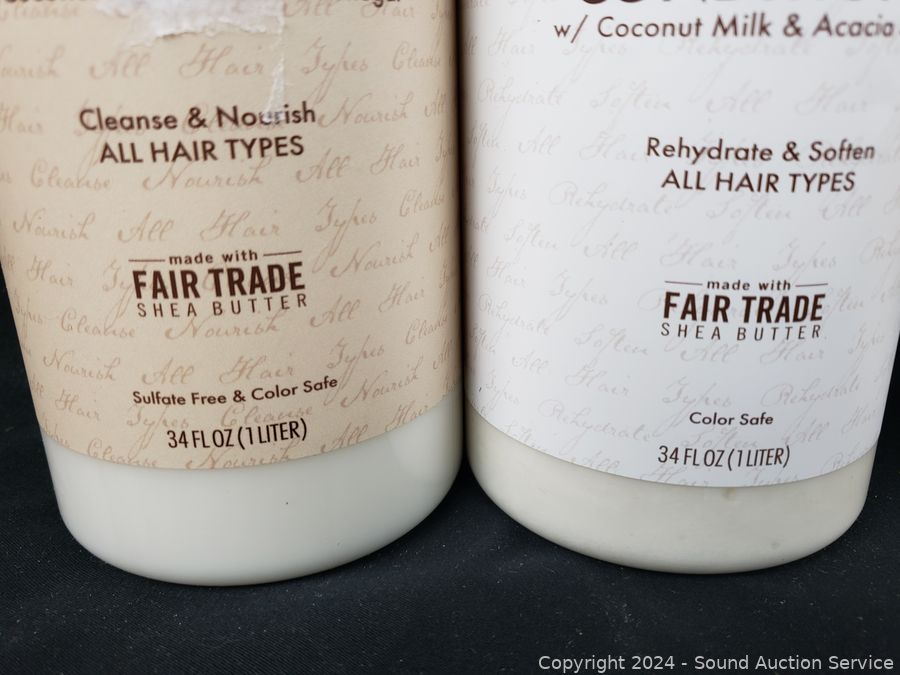 Cleanse & Nourish
ALL HAIR TYPES
made with
FAIR TRADE
SHEA BUTTER
Sulfate Free & Color Safe
34 FL OZ (1 LITER)
w/ Coconut Milk & Acacia
Rehydrate & Soften
ALL HAIR TYPES
made with
FAIR TRADE
SHEA BUTTER
Color Safe
34 FL OZ (1 LITER)
Copyright © 2024 - Sound Auction Service